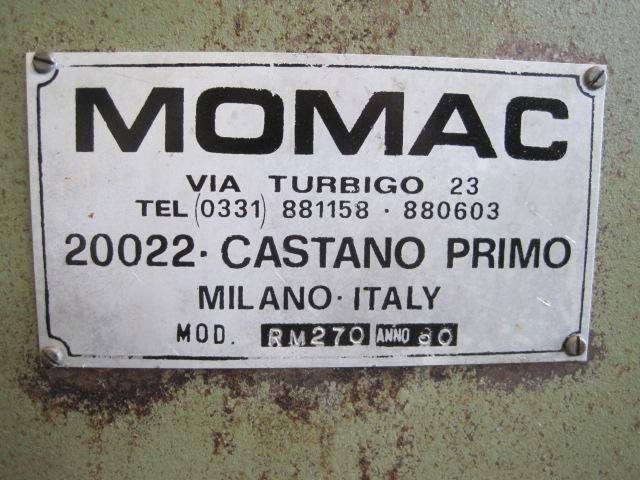 MOMAC
VIA TURBIGO 23
TEL (0331) 881158 · 880603
20022 · CASTANO PRIMO
MILANO · ITALY
MOD. RM270 ANNO 80